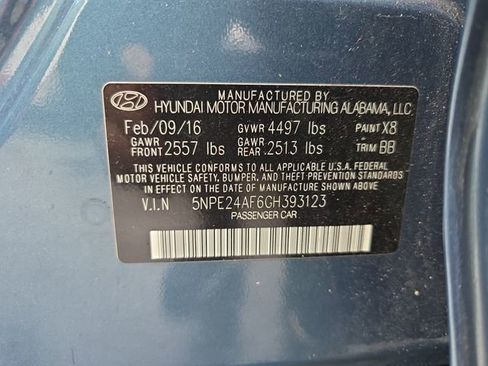 MANUFACTURED BY
HYUNDAI MOTOR MANUFACTURING ALABAMA, LLC
Feb/09/16 GVWR 4497 lbs PAINT X8
GAWR FRONT 2557 lbs GAWR REAR 2513 lbs TRIM BB
THIS VEHICLE CONFORMS TO ALL APPLICABLE U.S.A. FEDERAL
MOTOR VEHICLE SAFETY, BUMPER, AND THEFT PREVENTION STANDARDS
IN EFFECT ON THE DATE OF MANUFACTURE SHOWN ABOVE.
V.I.N 5NPE24AF6GH393123
PASSENGER CAR